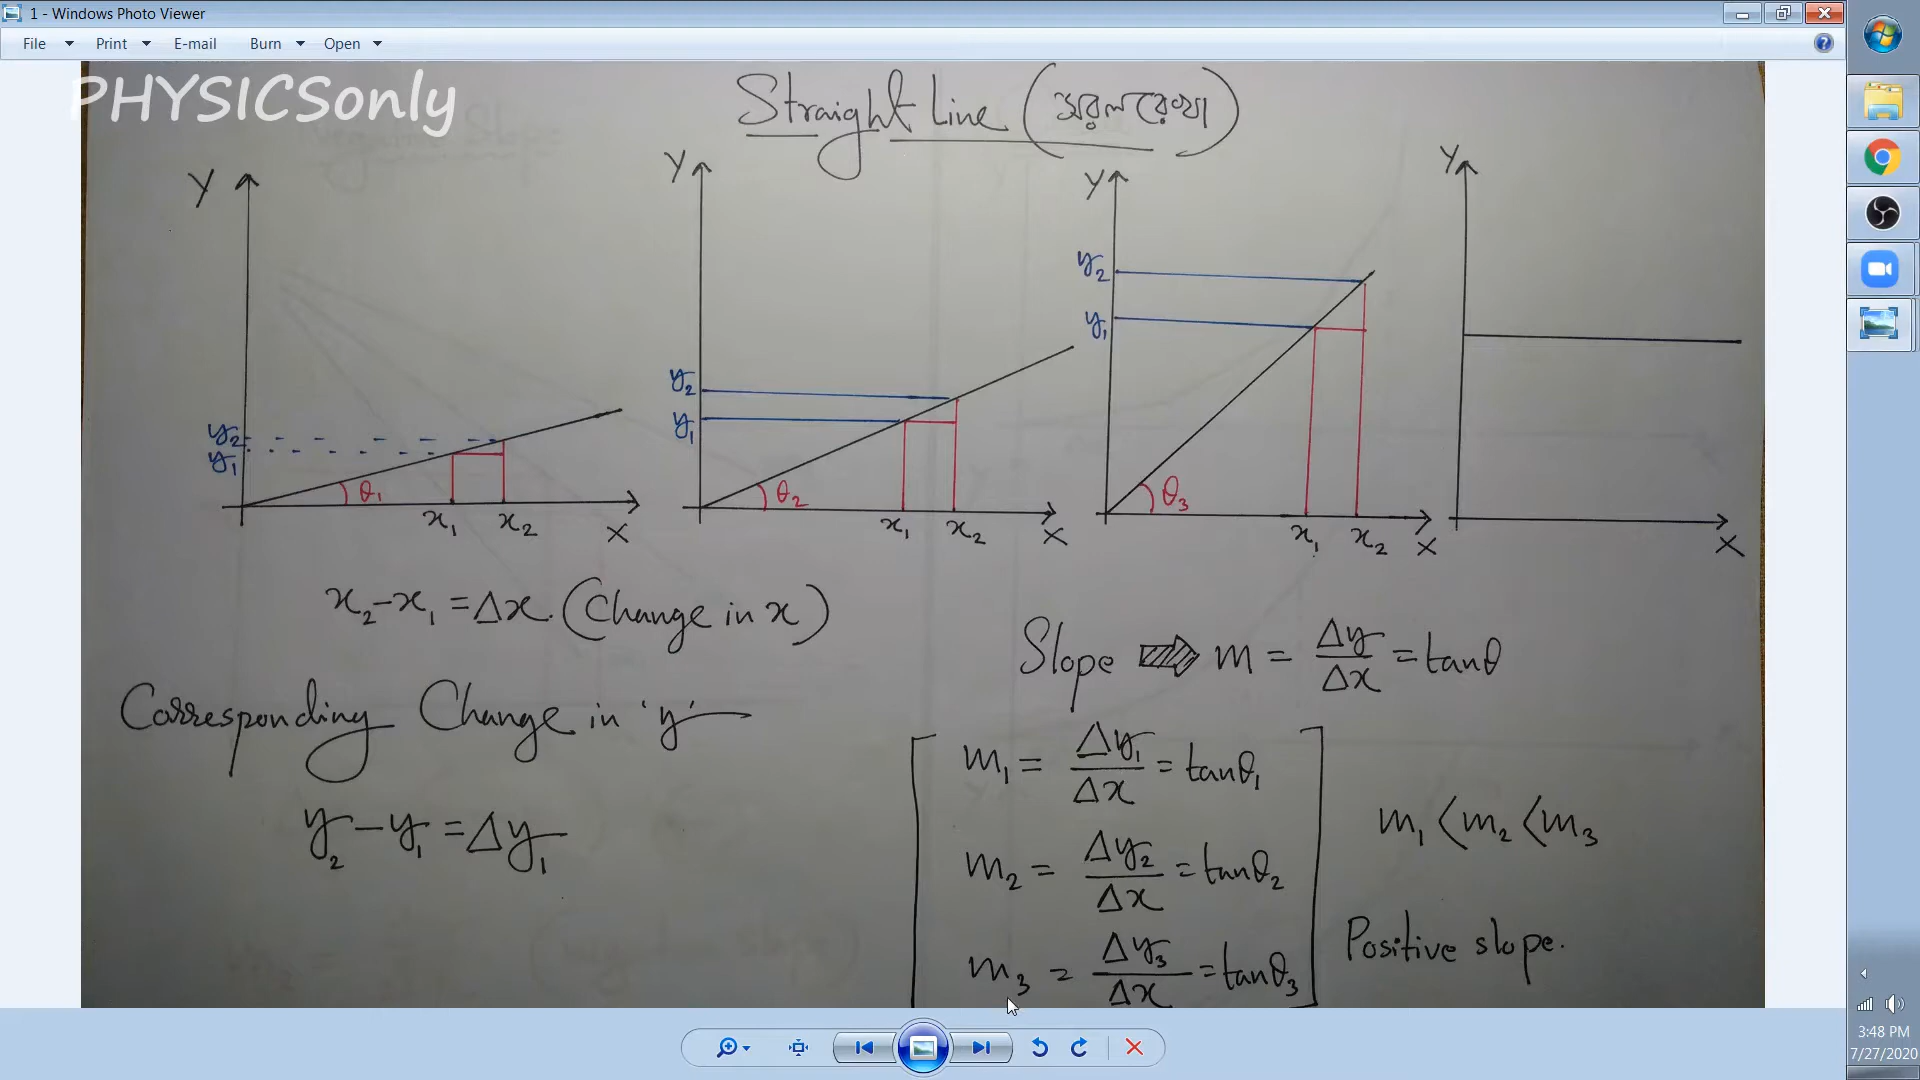 1 - Windows Photo Viewer
File Print E-mail Burn Open
PHYSICSonly
Straight Line (সরলরেখা)
Y Y Y Y
y₂
y₁
θ₁
x₁ x₂ X
y₂
y₁
θ₂
x₁ x₂ X
y₂
y₁
θ₃
x₁ x₂ X
X
x₂-x₁ = Δx. (Change in x)
Corresponding Change in 'y'
y₂-y₁ = Δy₁
Slope ⇒ m = Δy/Δx = tanθ
m₁ = Δy₁/Δx = tanθ₁
m₂ = Δy₂/Δx = tanθ₂
m₃ = Δy₃/Δx = tanθ₃
m₁ < m₂ < m₃
Positive slope.
3:48 PM
7/27/2020